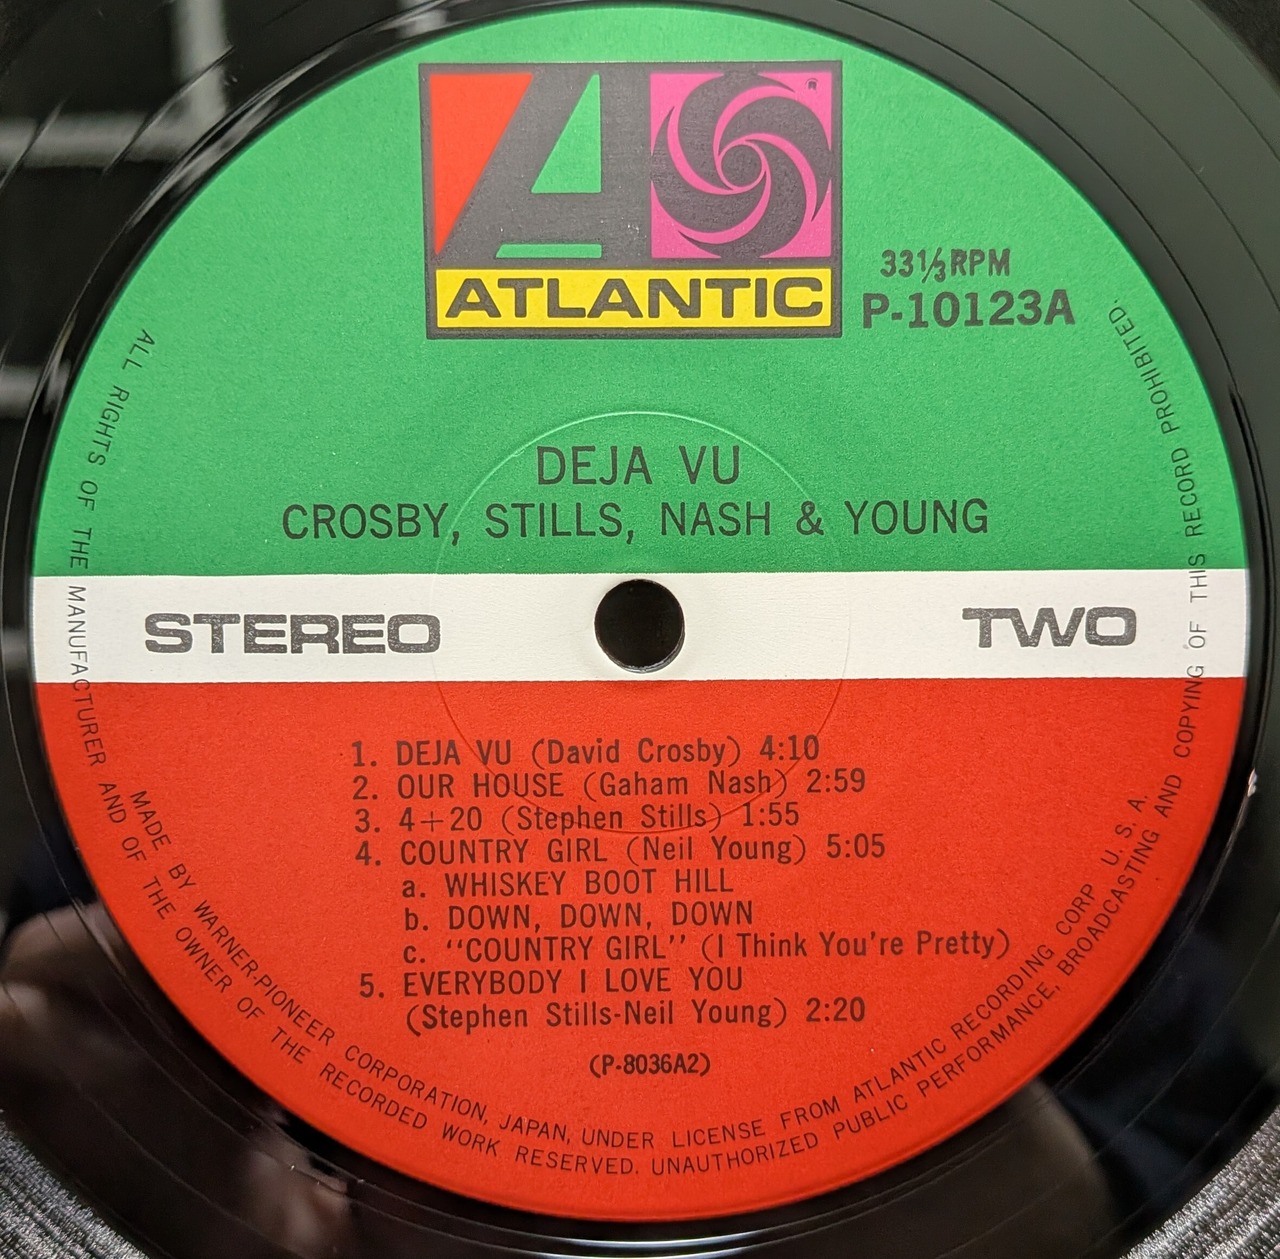 ATLANTIC
®
33⅓ RPM
P-10123A
DEJA VU
CROSBY, STILLS, NASH & YOUNG
STEREO
TWO
1. DEJA VU (David Crosby) 4:10
2. OUR HOUSE (Gaham Nash) 2:59
3. 4+20 (Stephen Stills) 1:55
4. COUNTRY GIRL (Neil Young) 5:05
a. WHISKEY BOOT HILL
b. DOWN, DOWN, DOWN
c. “COUNTRY GIRL” (I Think You're Pretty)
5. EVERYBODY I LOVE YOU
(Stephen Stills-Neil Young) 2:20
(P-8036A2)
MADE BY WARNER-PIONEER CORPORATION, JAPAN, UNDER LICENSE FROM ATLANTIC RECORDING CORP U. S. A.
ALL RIGHTS OF THE MANUFACTURER AND OF THE OWNER OF THE RECORDED WORK RESERVED. UNAUTHORIZED PUBLIC PERFORMANCE, BROADCASTING AND COPYING OF THIS RECORD PROHIBITED.